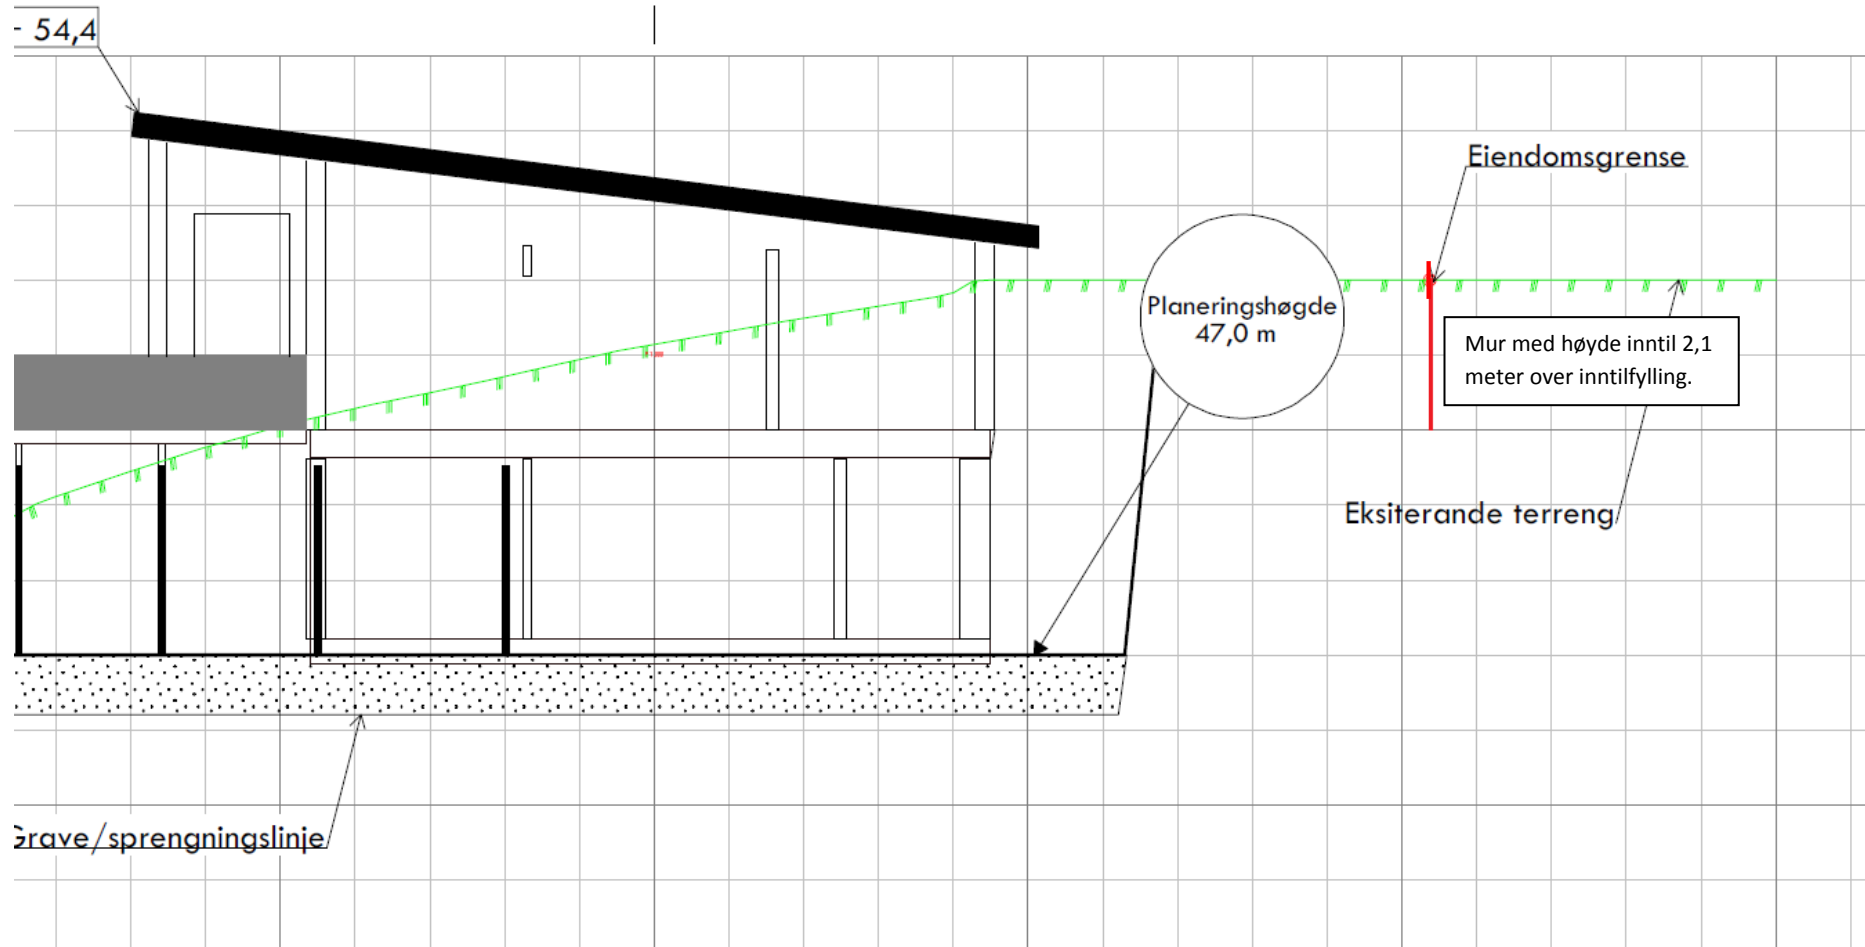 - 54,4
Eiendomsgrense
Planeringshøgde
47,0 m
Mur med høyde inntil 2,1
meter over inntilfylling.
Eksiterande terreng
Grave/sprengningslinje